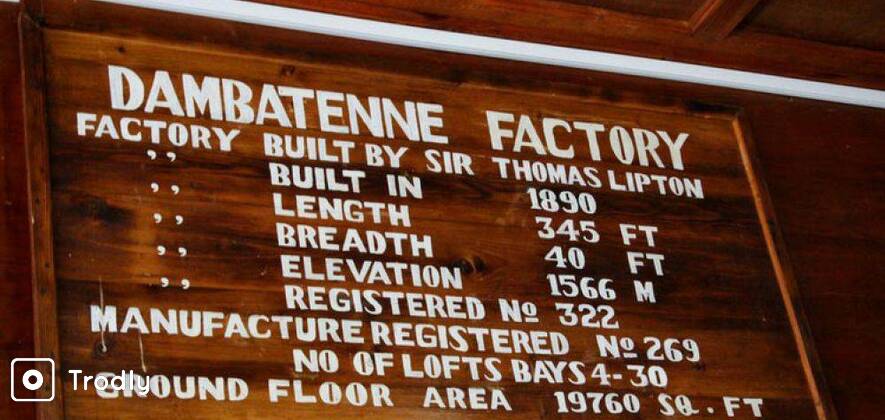 DAMBATENNE FACTORY
FACTORY BUILT BY SIR THOMAS LIPTON
,, BUILT IN 1890
,, LENGTH 345 FT
,, BREADTH 40 FT
,, ELEVATION 1566 M
,, REGISTERED Nº 322
MANUFACTURE REGISTERED Nº 269
NO OF LOFTS BAYS 4-30
GROUND FLOOR AREA 19760 SQ. FT
Trodly